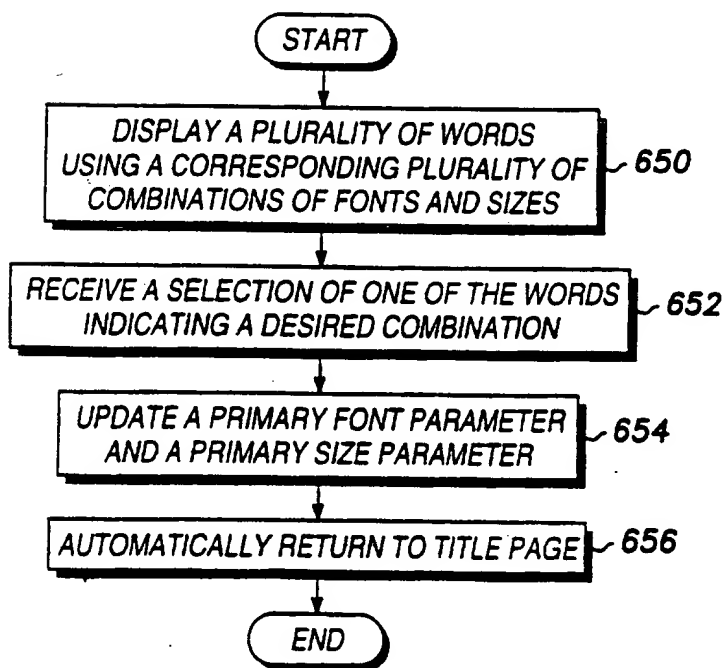 START
DISPLAY A PLURALITY OF WORDS
USING A CORRESPONDING PLURALITY OF
COMBINATIONS OF FONTS AND SIZES
650
RECEIVE A SELECTION OF ONE OF THE WORDS
INDICATING A DESIRED COMBINATION
652
UPDATE A PRIMARY FONT PARAMETER
AND A PRIMARY SIZE PARAMETER
654
AUTOMATICALLY RETURN TO TITLE PAGE
656
END